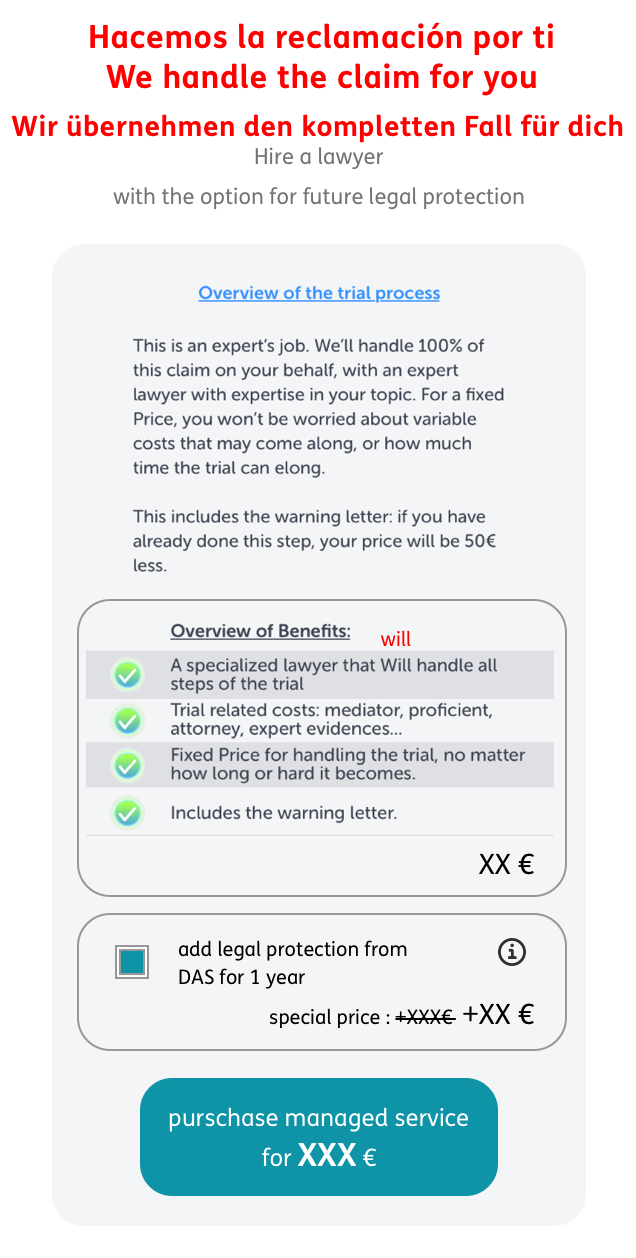 Hacemos la reclamación por ti
We handle the claim for you
Wir übernehmen den kompletten Fall für dich
Hire a lawyer
with the option for future legal protection
Overview of the trial process
This is an expert's job. We'll handle 100% of
this claim on your behalf, with an expert
lawyer with expertise in your topic. For a fixed
Price, you won't be worried about variable
costs that may come along, or how much
time the trial can elong.
This includes the warning letter: if you have
already done this step, your price will be 50€
less.
Overview of Benefits:
will
A specialized lawyer that Will handle all
steps of the trial
Trial related costs: mediator, proficient,
attorney, expert evidences...
Fixed Price for handling the trial, no matter
how long or hard it becomes.
Includes the warning letter.
XX €
add legal protection from
DAS for 1 year
special price : +XXX€ +XX €
purschase managed service
for XXX €